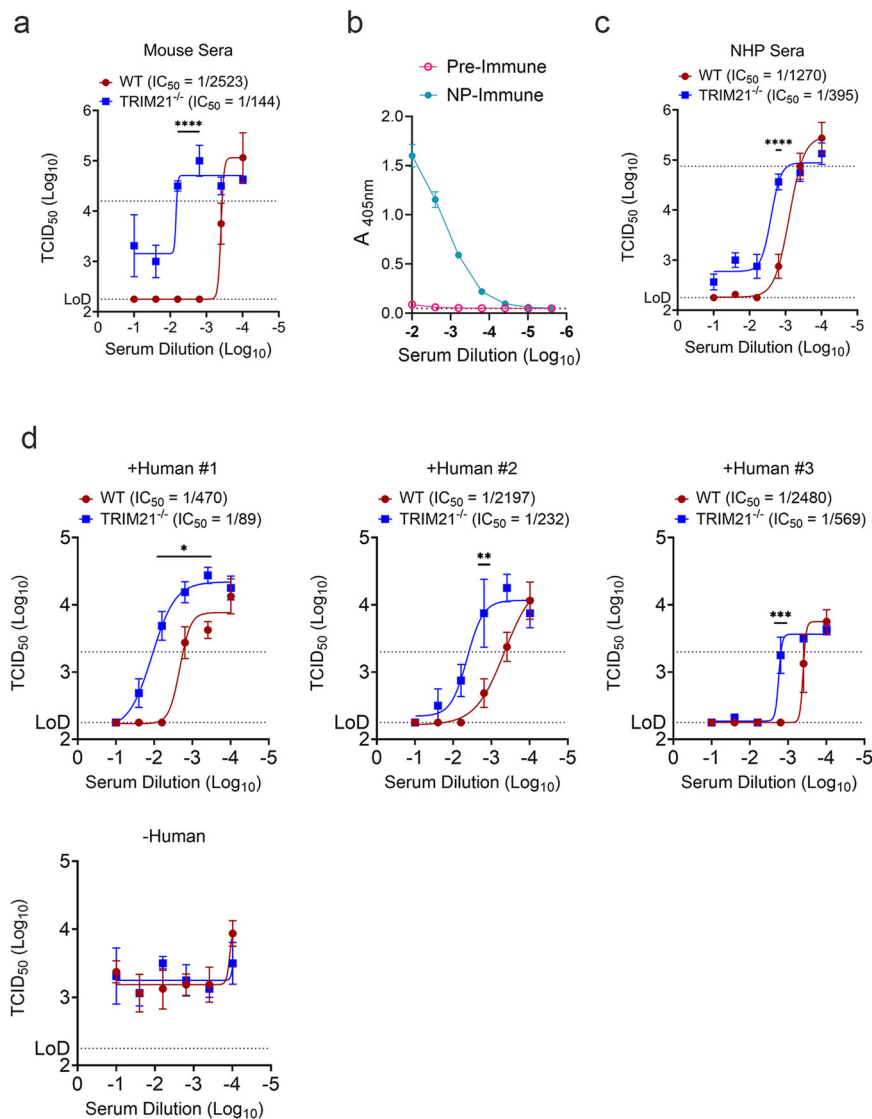 a
Mouse Sera
WT (IC50 = 1/2523)
TRIM21-/- (IC50 = 1/144)
****
6
5
4
3
LoD
2
TCID50 (Log10)
0 -1 -2 -3 -4 -5
Serum Dilution (Log10)
b
Pre-Immune
NP-Immune
2.0
1.5
1.0
0.5
0.0
A 405nm
-2 -3 -4 -5 -6
Serum Dilution (Log10)
c
NHP Sera
WT (IC50 = 1/1270)
TRIM21-/- (IC50 = 1/395)
****
6
5
4
3
LoD
2
TCID50 (Log10)
0 -1 -2 -3 -4 -5
Serum Dilution (Log10)
d
+Human #1
WT (IC50 = 1/470)
TRIM21-/- (IC50 = 1/89)
*
5
4
3
LoD
2
TCID50 (Log10)
0 -1 -2 -3 -4 -5
Serum Dilution (Log10)
+Human #2
WT (IC50 = 1/2197)
TRIM21-/- (IC50 = 1/232)
**
5
4
3
LoD
2
TCID50 (Log10)
0 -1 -2 -3 -4 -5
Serum Dilution (Log10)
+Human #3
WT (IC50 = 1/2480)
TRIM21-/- (IC50 = 1/569)
***
5
4
3
LoD
2
TCID50 (Log10)
0 -1 -2 -3 -4 -5
Serum Dilution (Log10)
-Human
5
4
3
LoD
2
TCID50 (Log10)
0 -1 -2 -3 -4 -5
Serum Dilution (Log10)